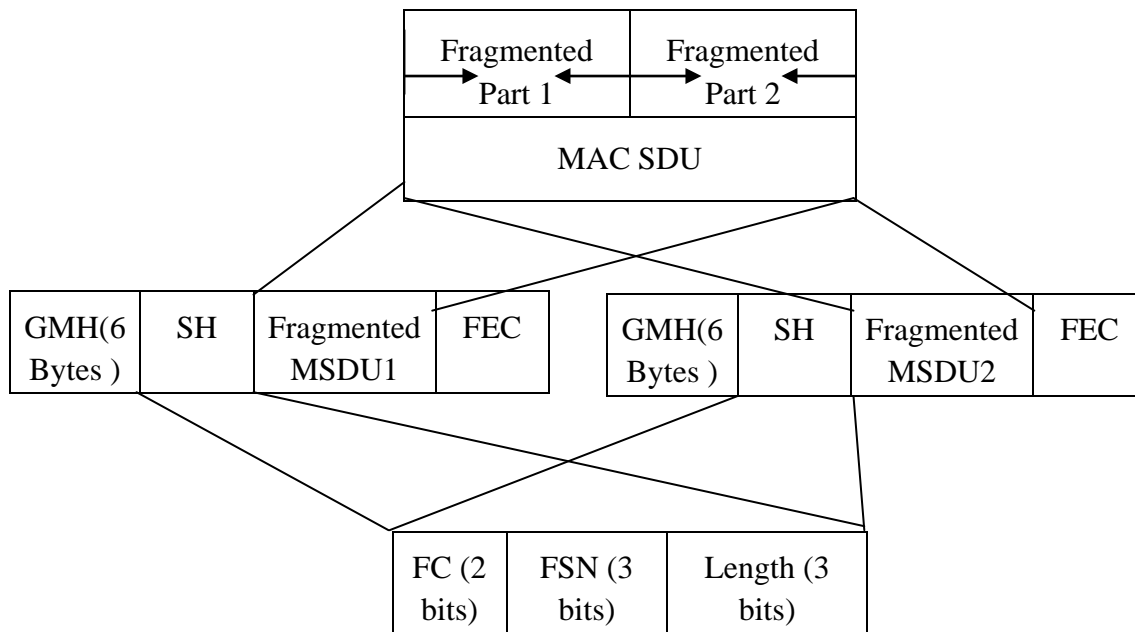 Fragmented
Part 1
Fragmented
Part 2
MAC SDU
GMH(6
Bytes )
SH
Fragmented
MSDU1
FEC
GMH(6
Bytes )
SH
Fragmented
MSDU2
FEC
FC (2
bits)
FSN (3
bits)
Length (3
bits)